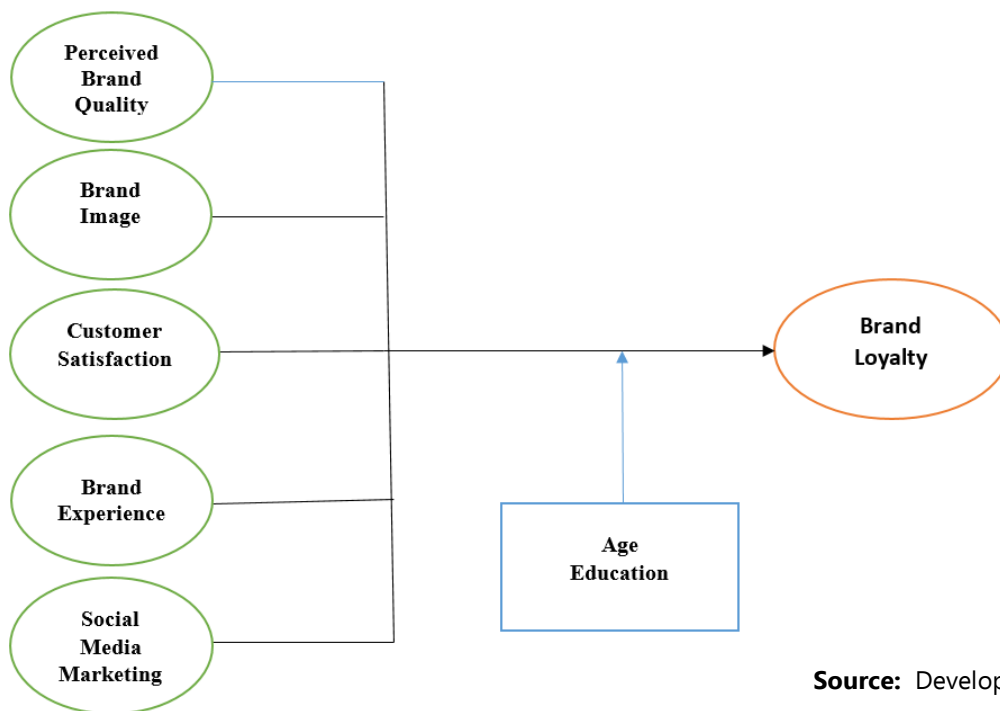 Perceived
Brand
Quality
Brand
Image
Customer
Satisfaction
Brand
Experience
Social
Media
Marketing
Brand
Loyalty
Age
Education
Source: Develop